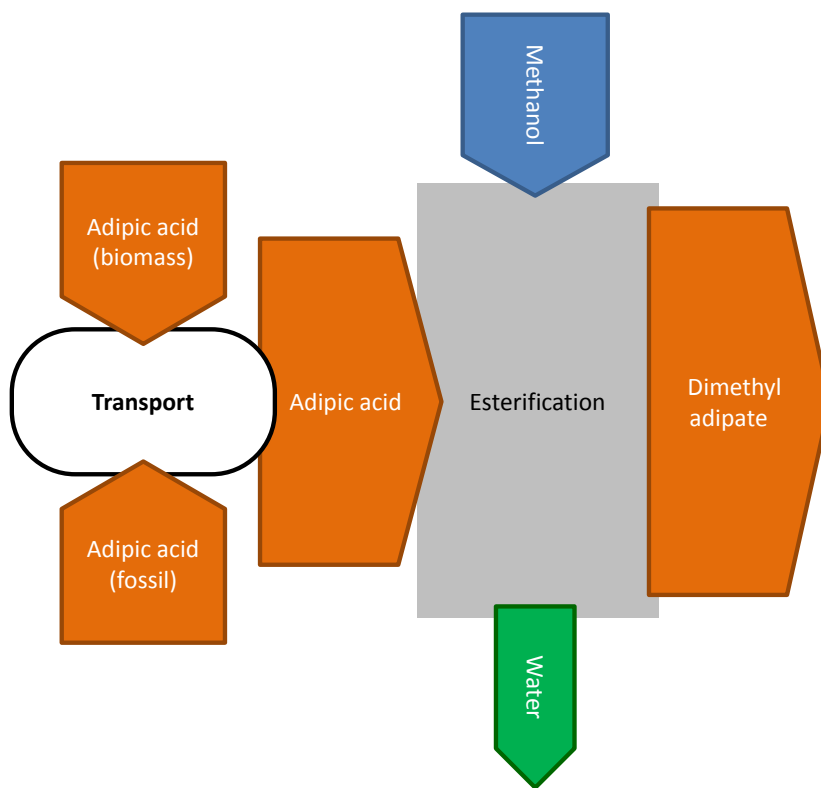 Methanol
Adipic acid
(biomass)
Transport
Adipic acid
Esterification
Dimethyl
adipate
Adipic acid
(fossil)
Water